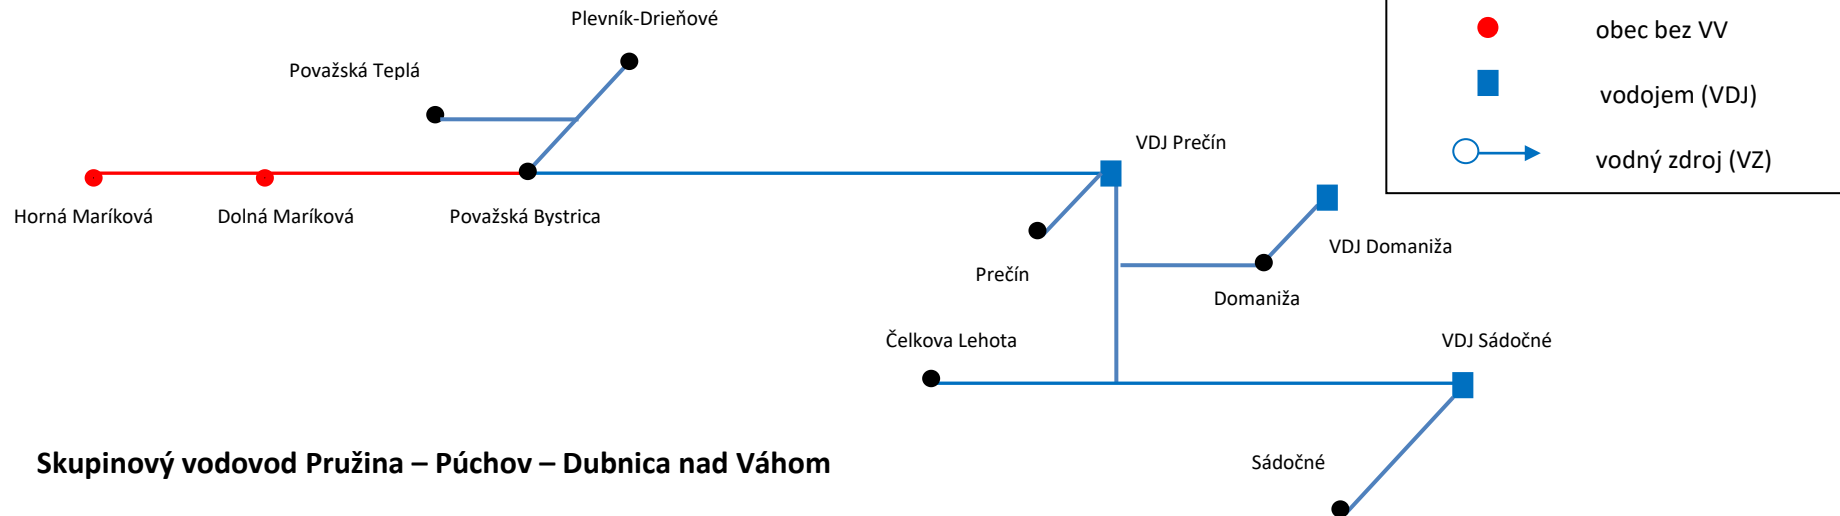 Plevník-Drieňové
obec bez VV
Považská Teplá
vodojem (VDJ)
VDJ Prečín
vodný zdroj (VZ)
Horná Maríková
Dolná Maríková
Považská Bystrica
VDJ Domaniža
Prečín
Domaniža
Čelkova Lehota
VDJ Sádočné
Skupinový vodovod Pružina – Púchov – Dubnica nad Váhom
Sádočné